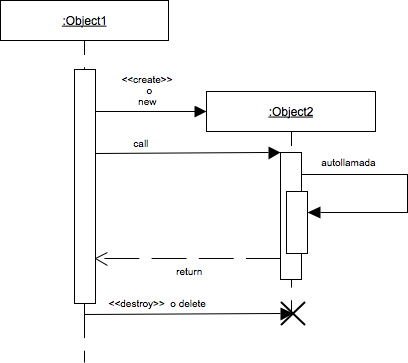 :Object1
<<create>>
o
new
:Object2
call
autollamada
return
<<destroy>> o delete